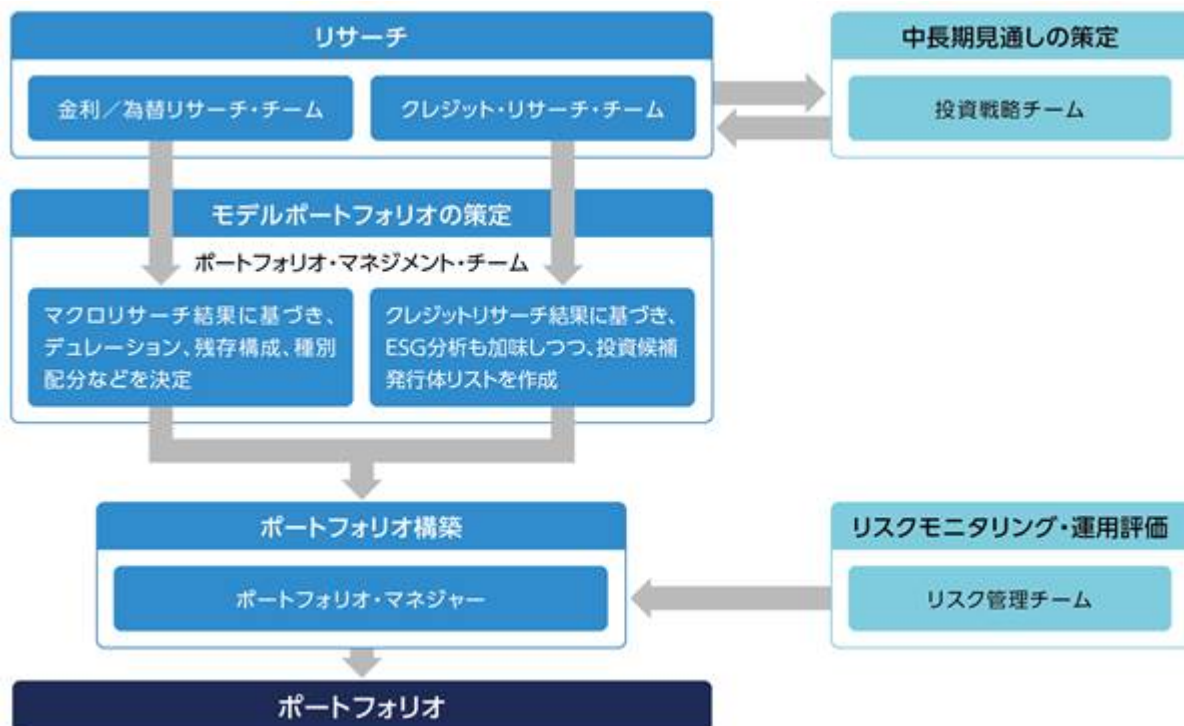 リサーチ
金利／為替リサーチ・チーム
クレジット・リサーチ・チーム
中長期見通しの策定
投資戦略チーム
モデルポートフォリオの策定
ポートフォリオ・マネジメント・チーム
マクロリサーチ結果に基づき、
デュレーション、残存構成、種別
配分などを決定
クレジットリサーチ結果に基づき、
ESG分析も加味しつつ、投資候補
発行体リストを作成
ポートフォリオ構築
ポートフォリオ・マネジャー
リスクモニタリング・運用評価
リスク管理チーム
ポートフォリオ